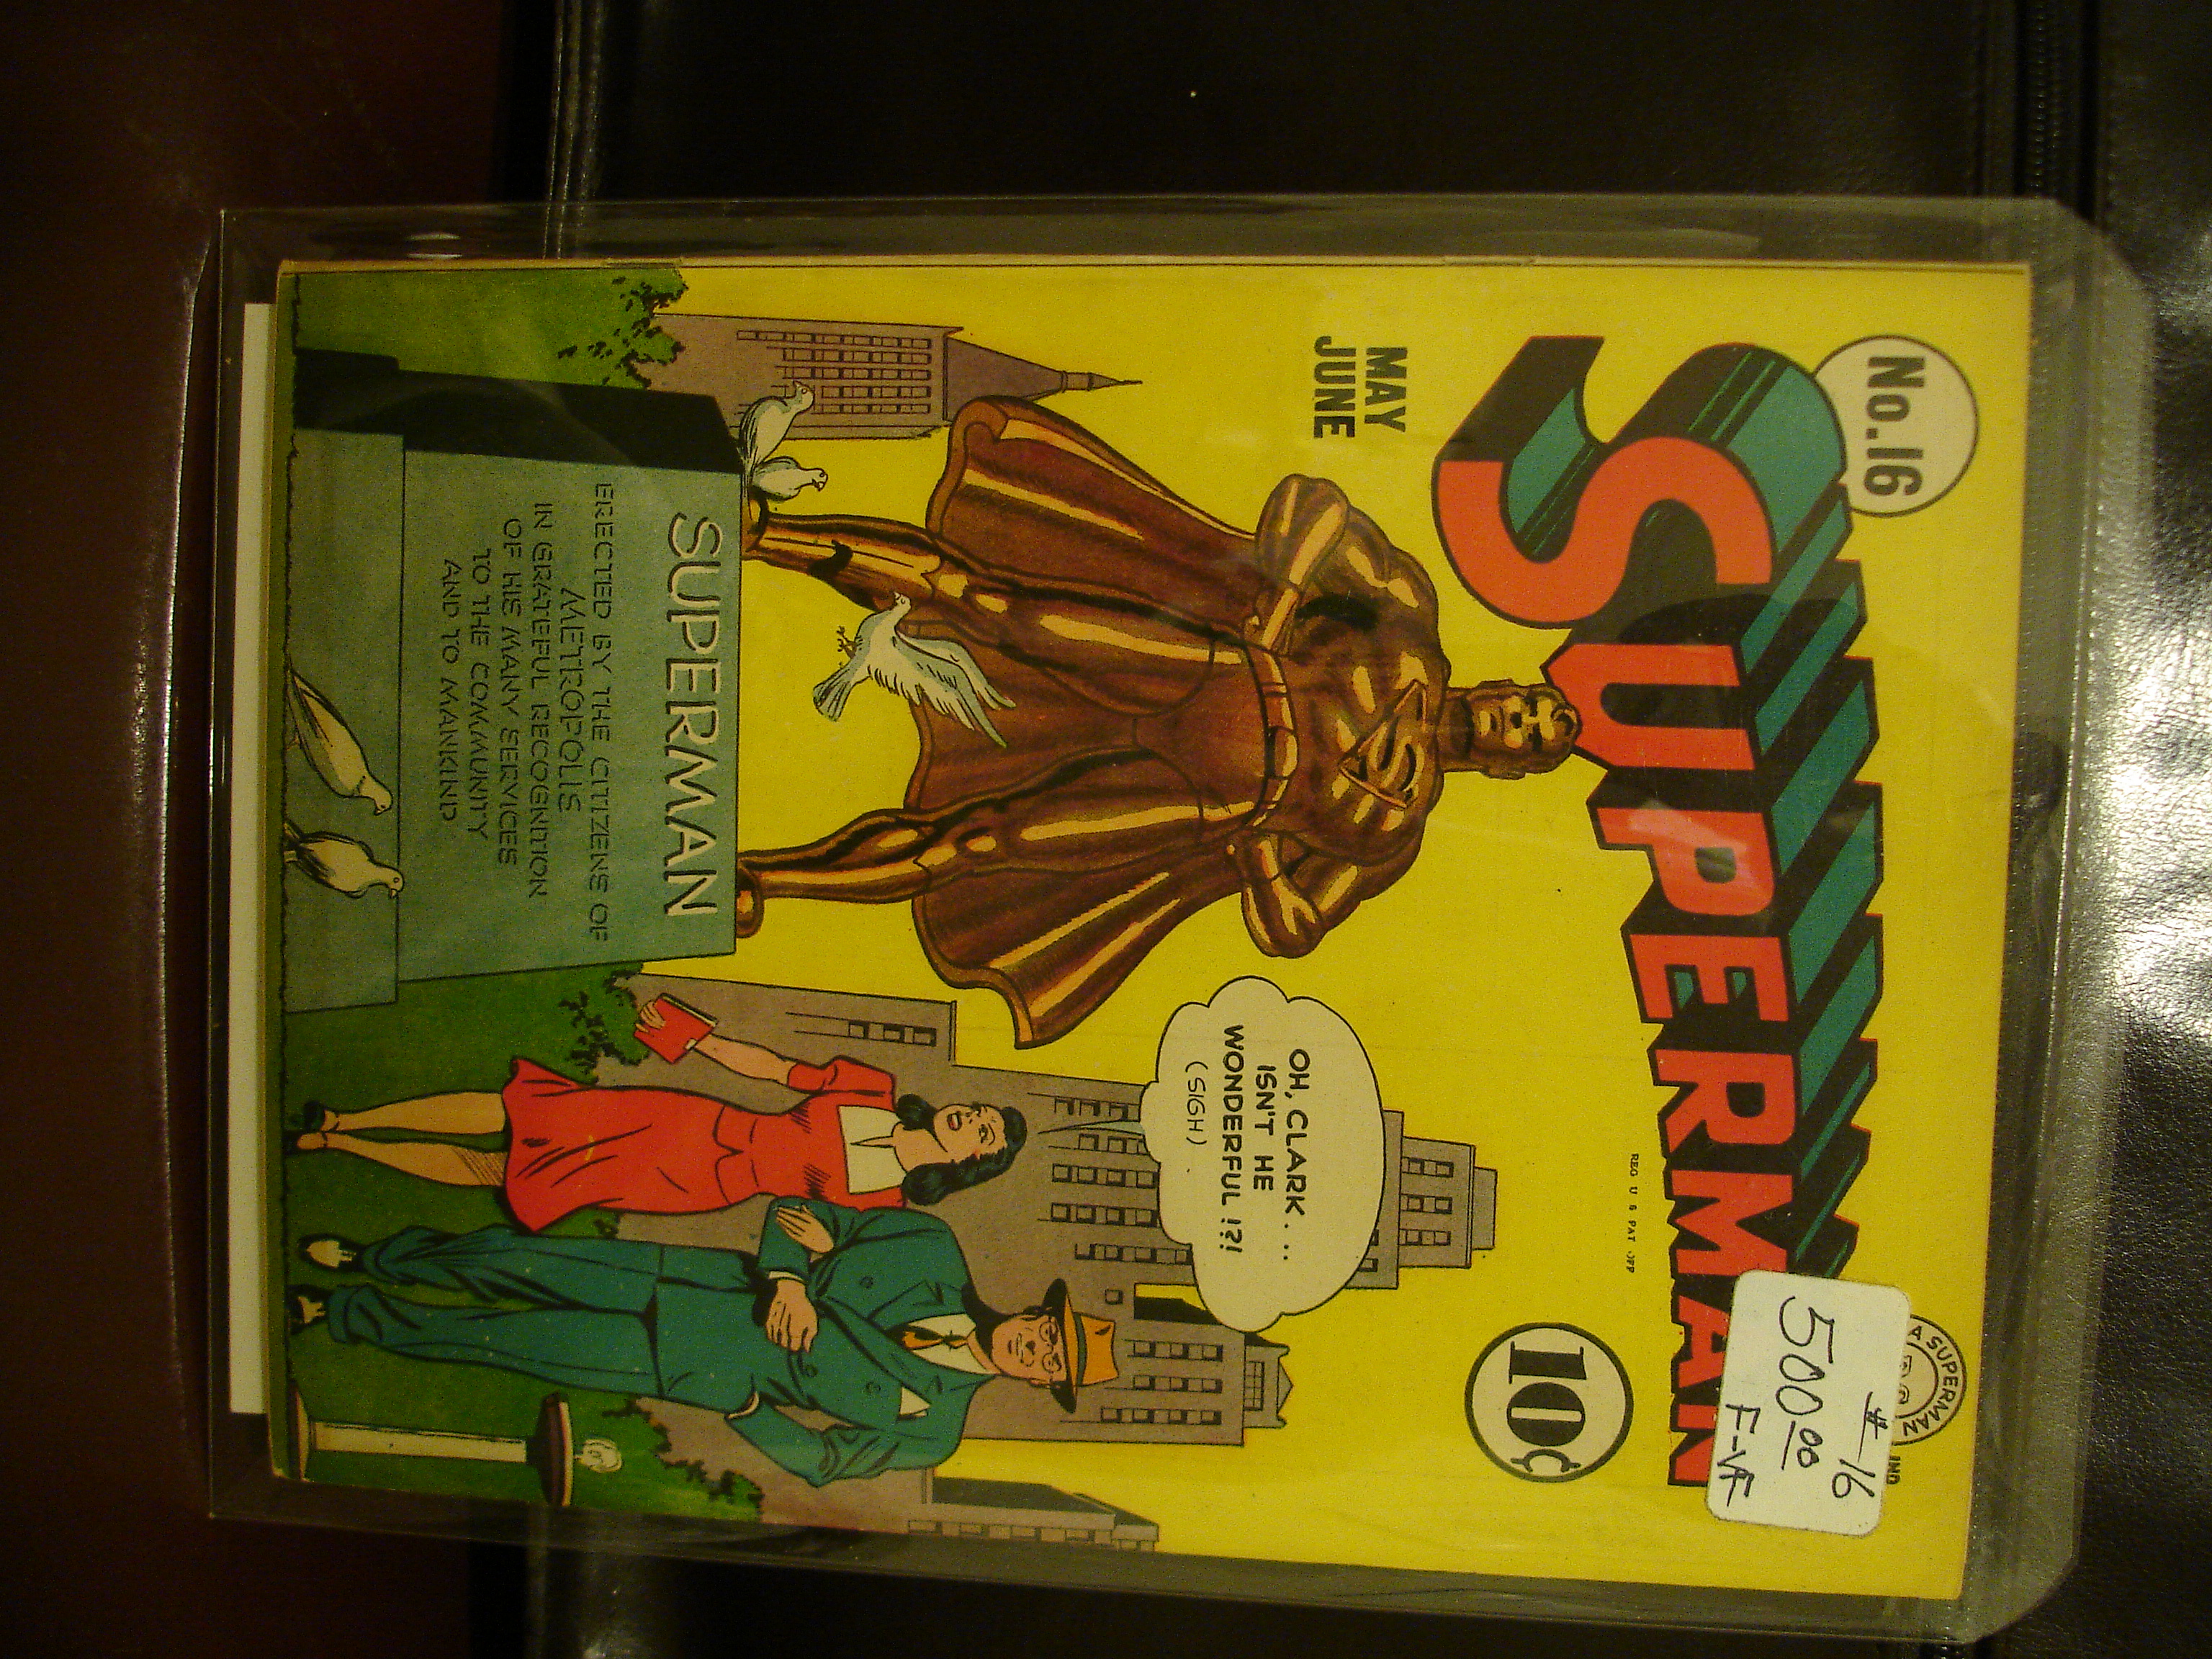 No.16
SUPERMAN
A SUPERMAN
IND
# 16
500.00
F-VF
REG U S PAT OFF
MAY
JUNE
10¢
OH, CLARK...
ISN'T HE
WONDERFUL !?!
(SIGH)
SUPERMAN
ERECTED BY THE CITIZENS OF
METROPOLIS
IN GRATEFUL RECOGNITION
OF HIS MANY SERVICES
TO THE COMMUNITY
AND TO MANKIND